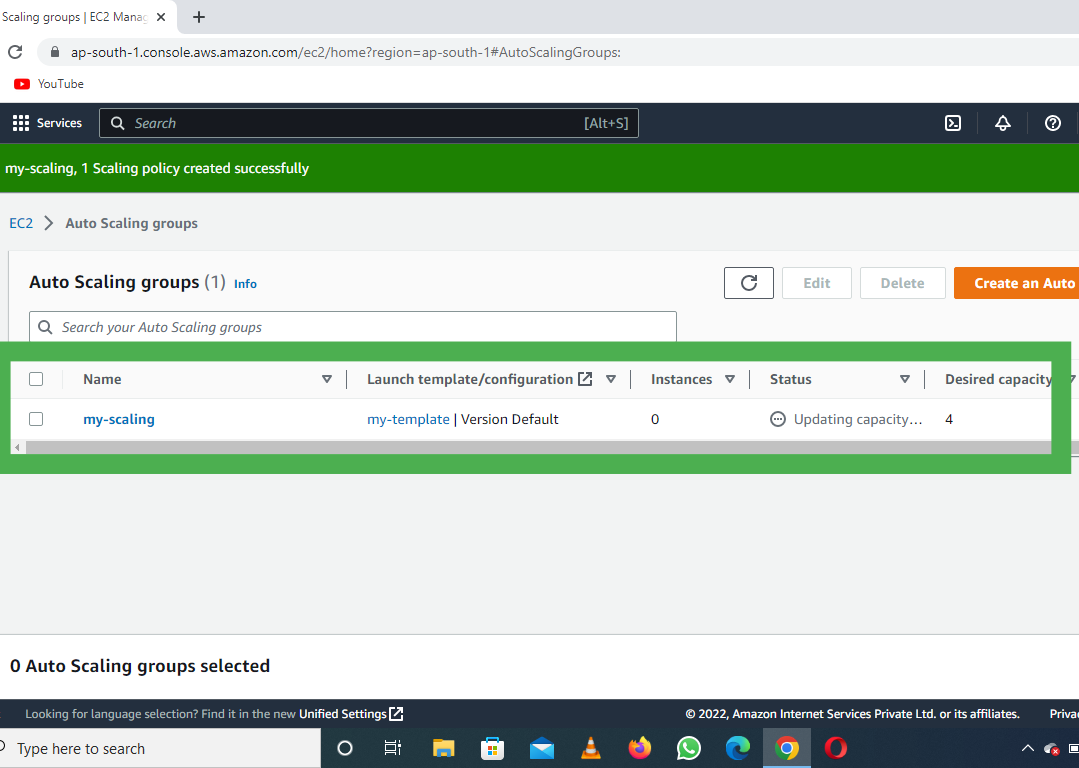 Scaling groups | EC2 Manag
ap-south-1.console.aws.amazon.com/ec2/home?region=ap-south-1#AutoScalingGroups:
YouTube
Services Search [Alt+S]
my-scaling, 1 Scaling policy created successfully
EC2 Auto Scaling groups
Auto Scaling groups (1) Info Edit Delete Create an Auto
Search your Auto Scaling groups
Name Launch template/configuration Instances Status Desired capacity
my-scaling my-template | Version Default 0 Updating capacity... 4
0 Auto Scaling groups selected
Looking for language selection? Find it in the new Unified Settings © 2022, Amazon Internet Services Private Ltd. or its affiliates. Priva
Type here to search